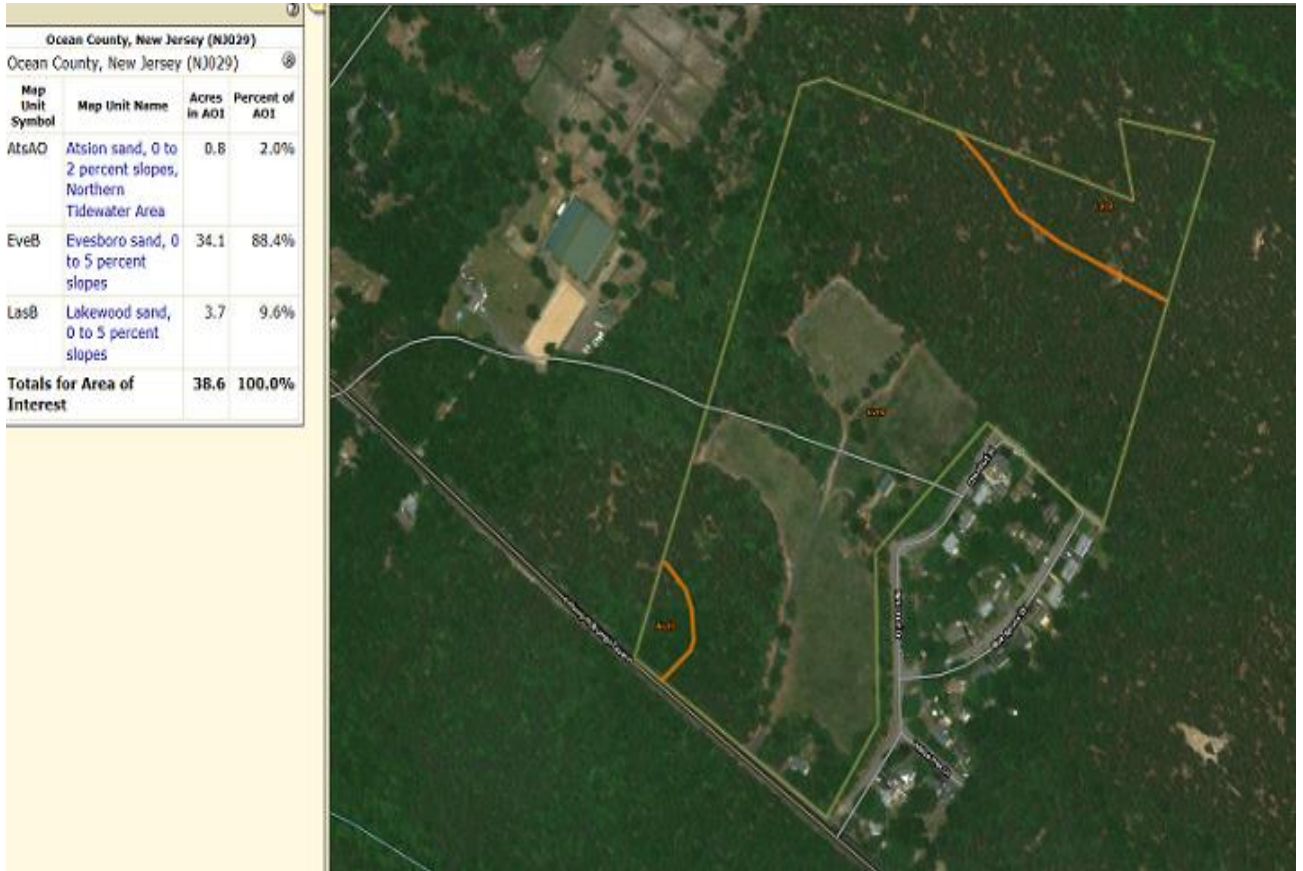 Ocean County, New Jersey (NJ029)
Ocean County, New Jersey (NJ029)
Map Unit Symbol
Map Unit Name
Acres in AOI
Percent of AOI
AtsAO
Atsion sand, 0 to
2 percent slopes,
Northern
Tidewater Area
0.8
2.0%
EveB
Evesboro sand, 0
to 5 percent
slopes
34.1
88.4%
LasB
Lakewood sand,
0 to 5 percent
slopes
3.7
9.6%
Totals for Area of
Interest
38.6
100.0%